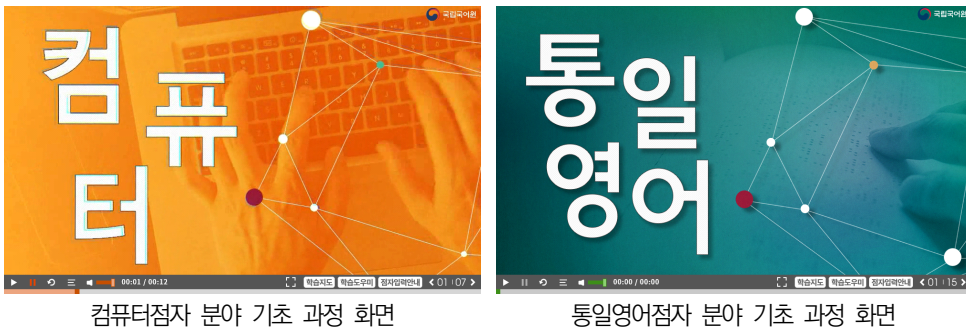 국립국어원
컴퓨
터
00:01 / 00:12
학습지도 학습도우미 점자입력안내 01 07
컴퓨터점자 분야 기초 과정 화면
국립국어원
통일
영어
00:00 / 00:00
학습지도 학습도우미 점자입력안내 01 15
통일영어점자 분야 기초 과정 화면